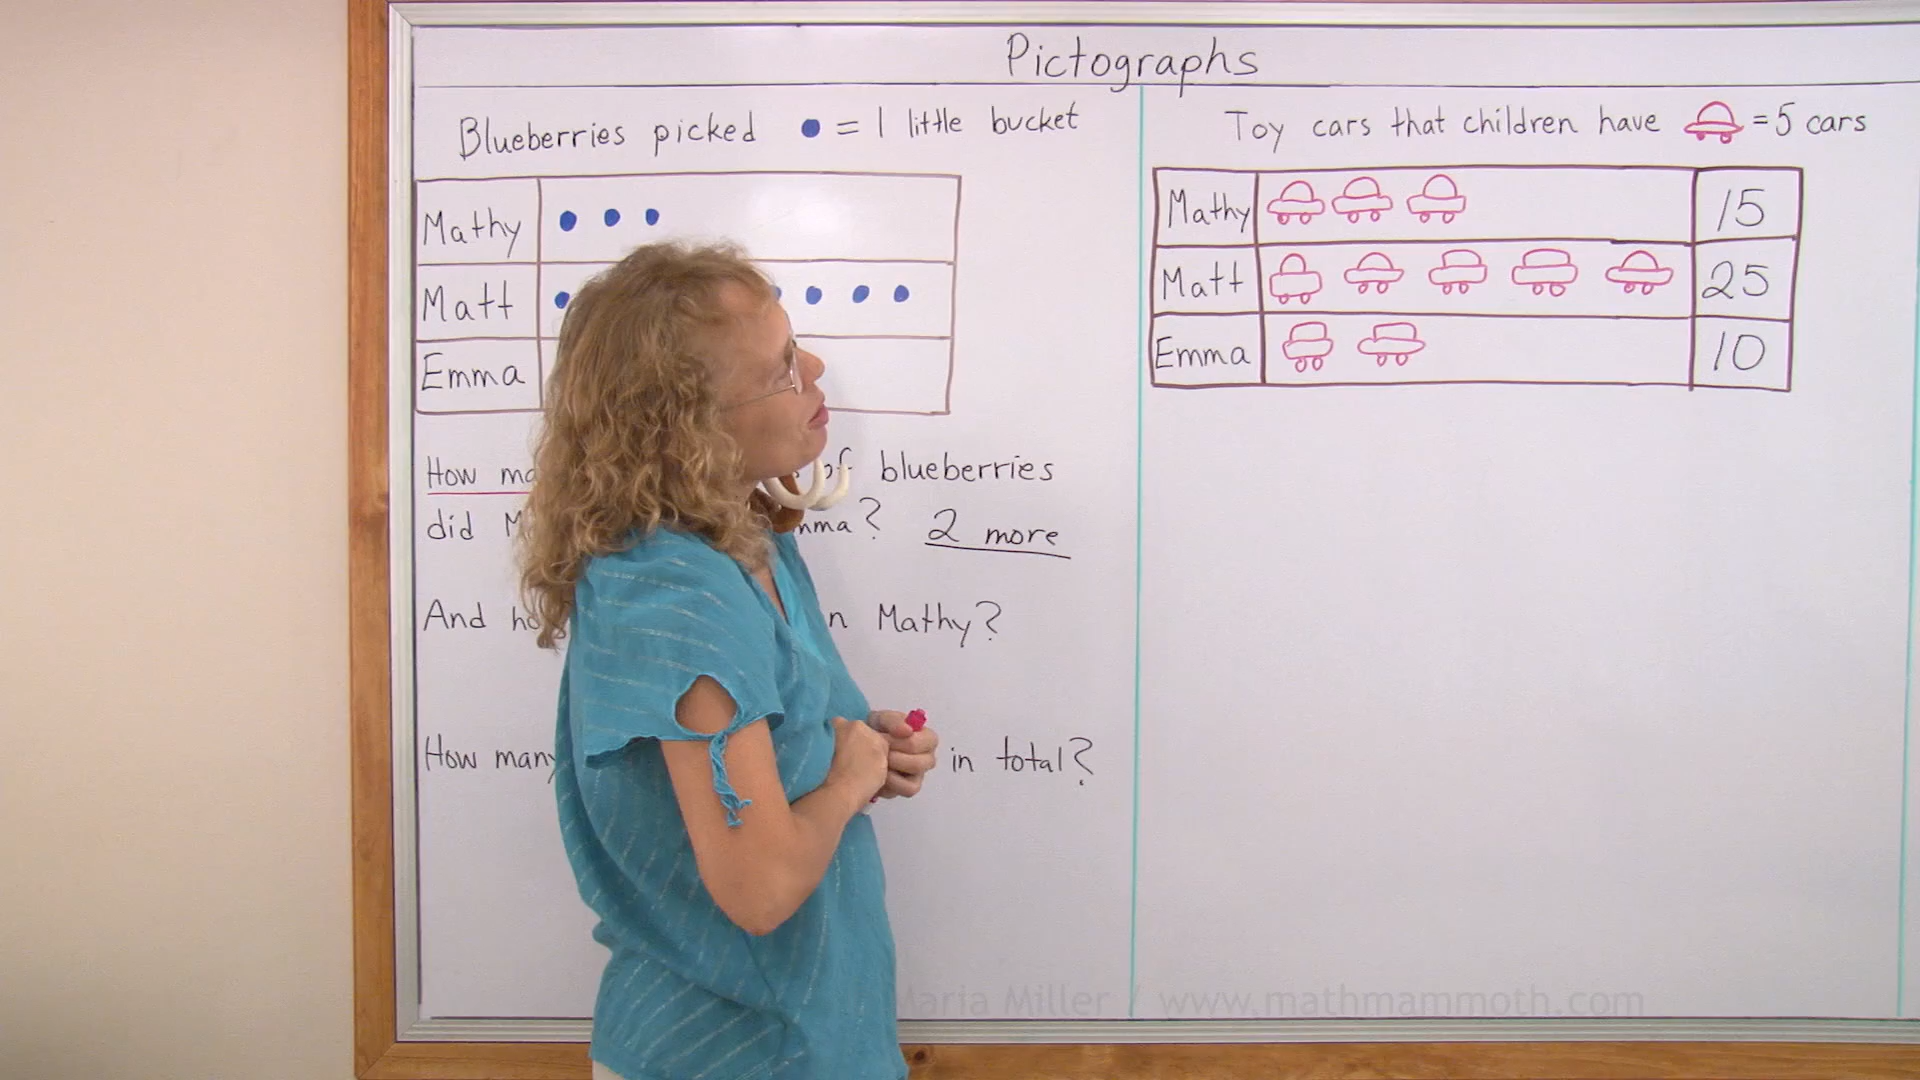 Pictographs
Blueberries picked = 1 little bucket
Mathy
Matt
Emma
How of blueberries
did ? 2 more
And n Mathy?
How many in total?
Toy cars that children have = 5 cars
Mathy 15
Matt 25
Emma 10
Maria Miller / www.mathmammoth.com